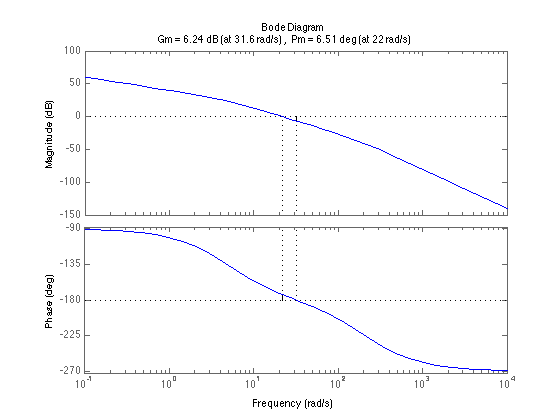 Bode Diagram
Gm = 6.24 dB (at 31.6 rad/s) , Pm = 6.51 deg (at 22 rad/s)
100
50
0
-50
-100
-150
Magnitude (dB)
-90
-135
-180
-225
-270
Phase (deg)
10^-1 10^0 10^1 10^2 10^3 10^4
Frequency (rad/s)